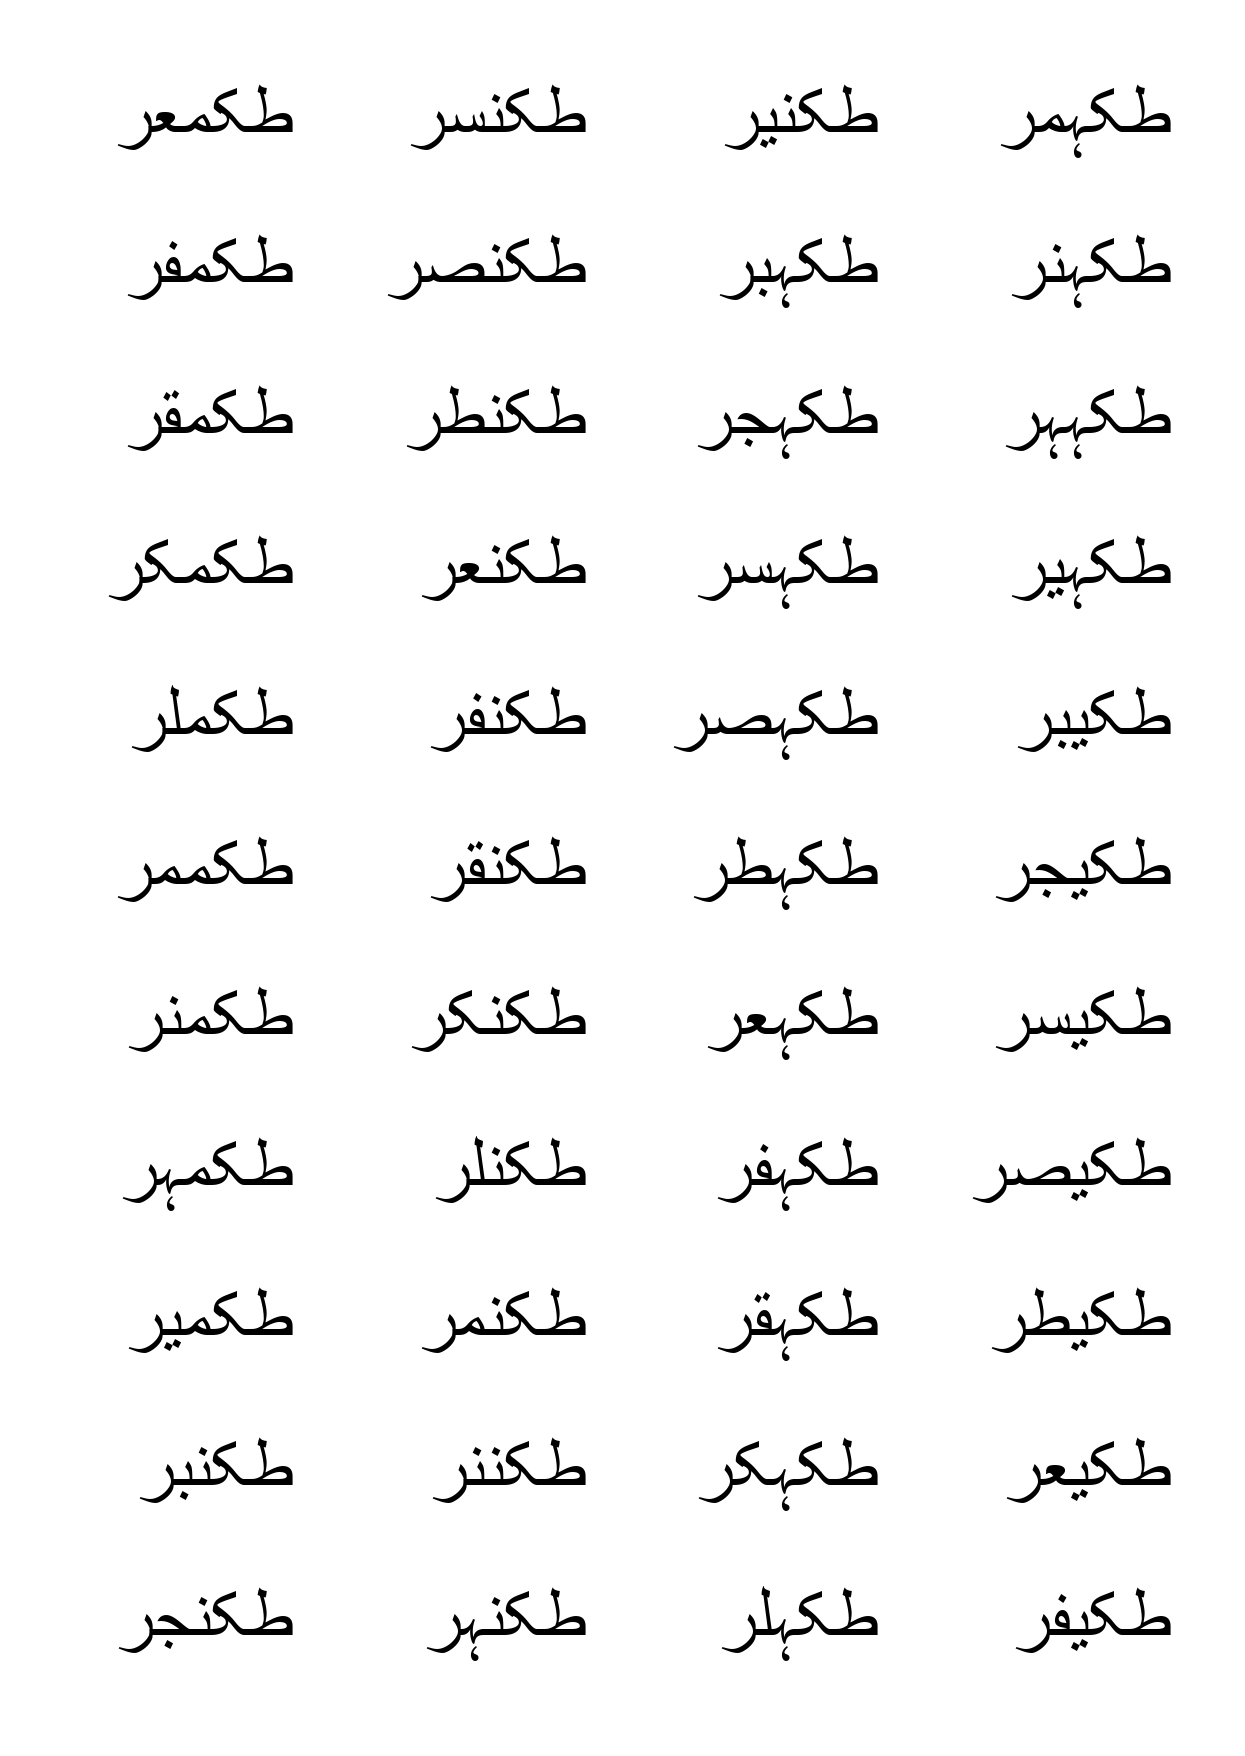 طکہمر طکنیر طکنسر طکمعر
طکہنر طکہبر طکنصر طکمفر
طکہہر طکہجر طکنطر طکمقر
طکہیر طکہسر طکنعر طکمکر
طکیبر طکہصر طکنفر طکملر
طکیجر طکہطر طکنقر طکممر
طکیسر طکہعر طکنکر طکمنر
طکیصر طکہفر طکنلر طکمہر
طکیطر طکہقر طکنمر طکمیر
طکیعر طکہکر طکننر طکنبر
طکیفر طکہلر طکنہر طکنجر